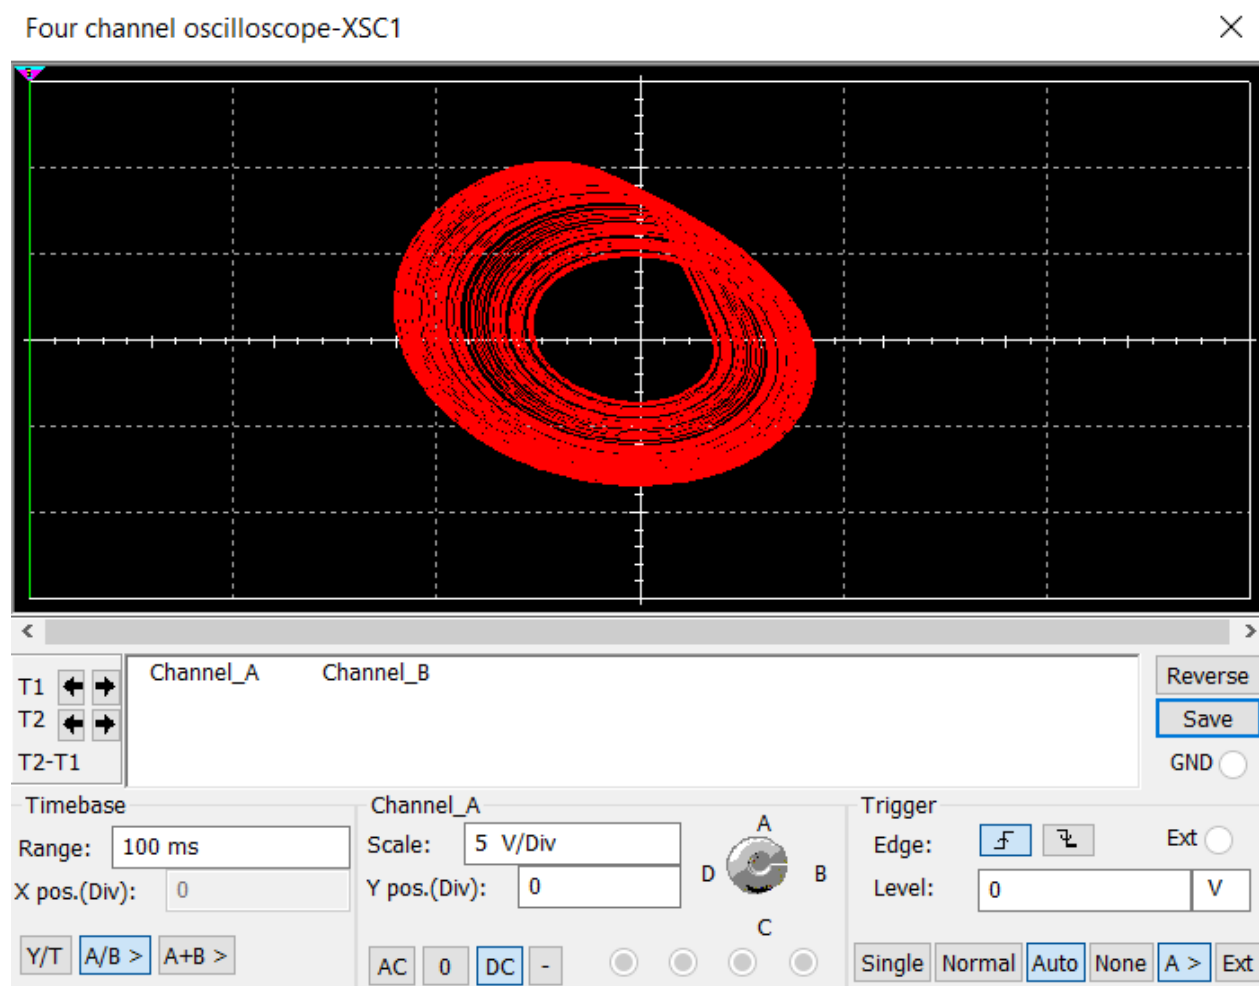 Four channel oscilloscope-XSC1
Channel_A Channel_B
T1
T2
T2-T1
Reverse
Save
GND
Timebase
Range: 100 ms
X pos.(Div): 0
Y/T A/B > A+B >
Channel_A
Scale: 5 V/Div
Y pos.(Div): 0
AC 0 DC -
A
D B
C
Trigger
Edge: Ext
Level: 0 V
Single Normal Auto None A > Ext